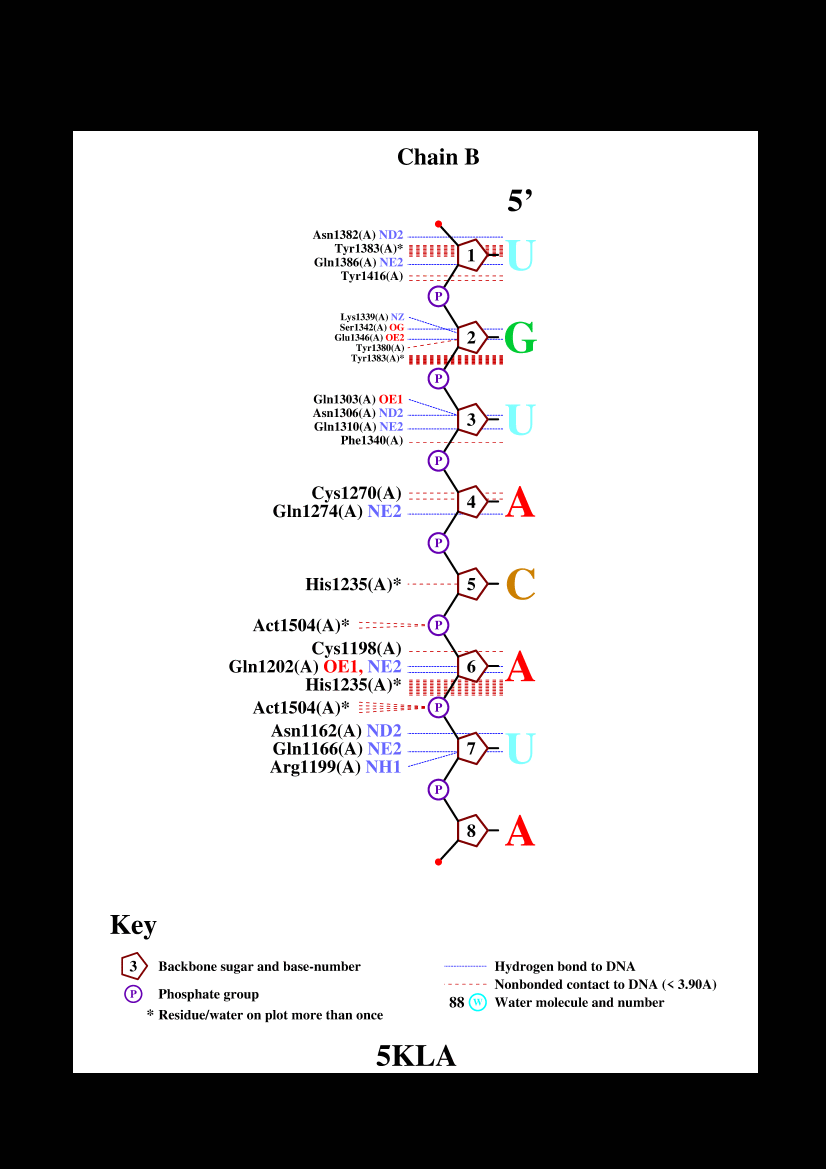 Chain B
5’
Asn1382(A) ND2
Tyr1383(A)*
Gln1386(A) NE2
Tyr1416(A)
1 U
P
Lys1339(A) NZ
Ser1342(A) OG
Glu1346(A) OE2
Tyr1380(A)
Tyr1383(A)*
2 G
P
Gln1303(A) OE1
Asn1306(A) ND2
Gln1310(A) NE2
Phe1340(A)
3 U
P
Cys1270(A)
Gln1274(A) NE2
4 A
P
His1235(A)* 5 C
Act1504(A)* P
Cys1198(A)
Gln1202(A) OE1, NE2 6 A
His1235(A)*
Act1504(A)* P
Asn1162(A) ND2
Gln1166(A) NE2 7 U
Arg1199(A) NH1
P
8 A
Key
3 Backbone sugar and base-number
P Phosphate group
* Residue/water on plot more than once
Hydrogen bond to DNA
Nonbonded contact to DNA (< 3.90A)
88 W Water molecule and number
5KLA